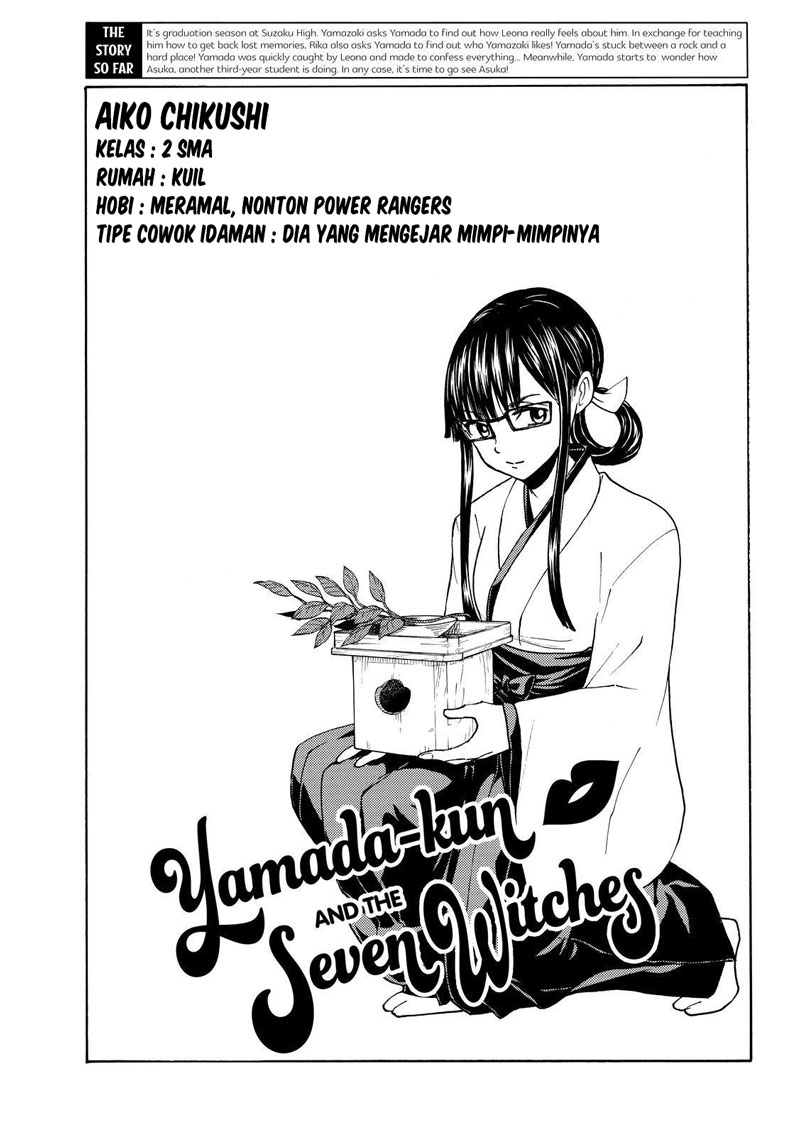 THE
STORY
SO FAR
It's graduation season at Suzaku High. Yamazaki asks Yamada to find out how Leona really feels about him. In exchange for teaching
him how to get back lost memories, Rika also asks Yamada to find out who Yamazaki likes! Yamada's stuck between a rock and a
hard place! Yamada was quickly caught by Leona and made to confess everything... Meanwhile, Yamada starts to wonder how
Asuka, another third-year student is doing. In any case, it's time to go see Asuka!
AIKO CHIKUSHI
KELAS : 2 SMA
RUMAH : KUIL
HOBI : MERAMAL, NONTON POWER RANGERS
TIPE COWOK IDAMAN : DIA YANG MENGEJAR MIMPI-MIMPINYA
Yamada-kun
AND THE
Seven Witches